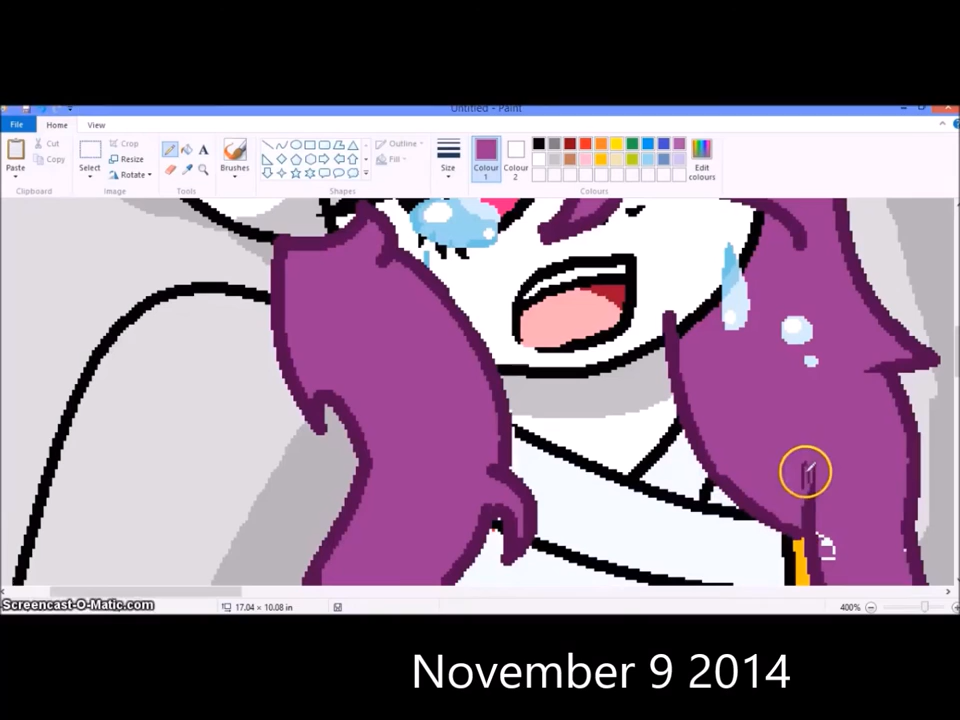 Untitled - Paint
File Home View
Cut
Copy
Paste
Clipboard
Crop
Resize
Rotate
Select
Image
A
Tools
Brushes
Outline
Fill
Shapes
Size
Colour 1
Colour 2
Edit colours
Colours
Screencast-O-Matic.com
17.04 × 10.08 in
400%
November 9 2014